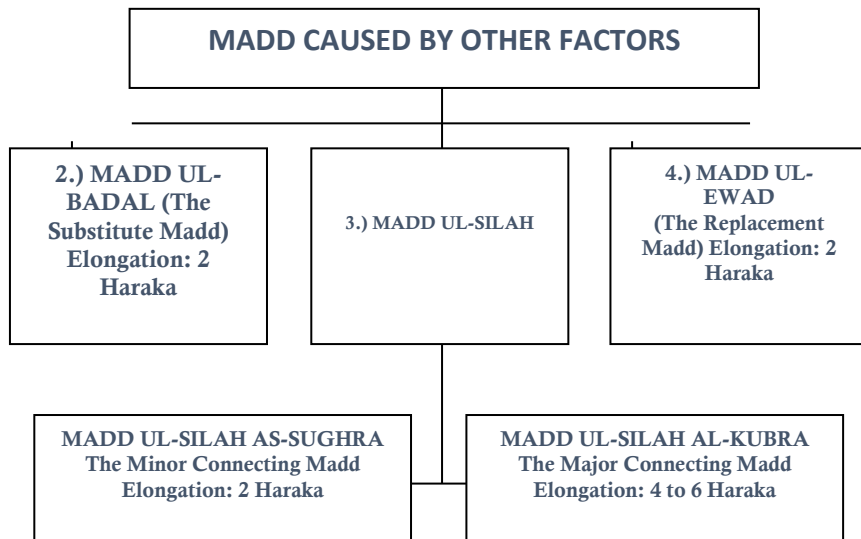 MADD CAUSED BY OTHER FACTORS
2.) MADD UL-
BADAL (The
Substitute Madd)
Elongation: 2
Haraka
3.) MADD UL-SILAH
4.) MADD UL-
EWAD
(The Replacement
Madd) Elongation: 2
Haraka
MADD UL-SILAH AS-SUGHRA
The Minor Connecting Madd
Elongation: 2 Haraka
MADD UL-SILAH AL-KUBRA
The Major Connecting Madd
Elongation: 4 to 6 Haraka